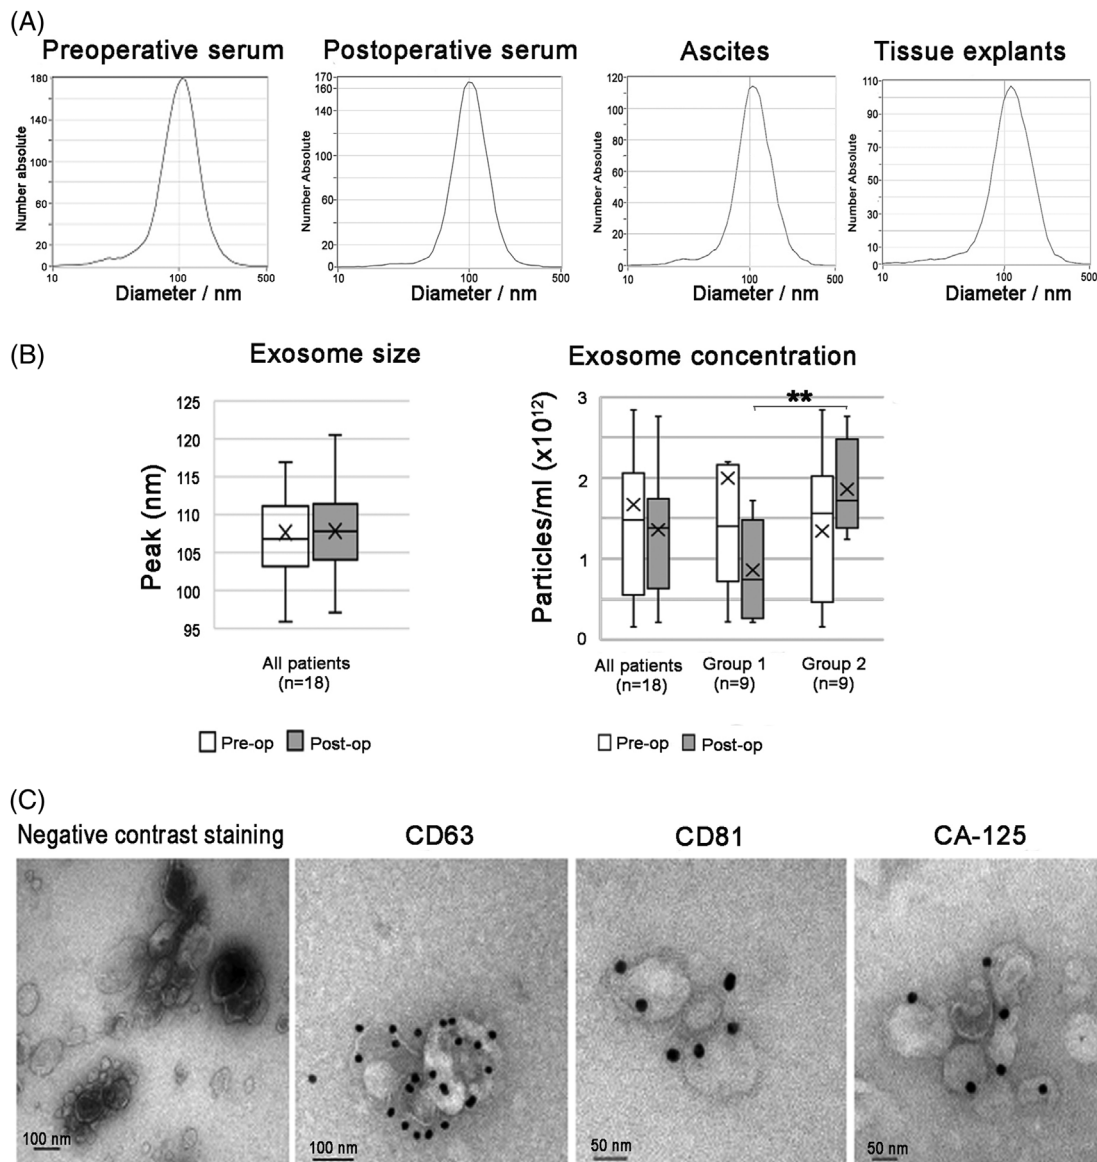 (A)
Preoperative serum
Number absolute
180
140
100
60
20
0
10
100
500
Diameter / nm
Postoperative serum
Number Absolute
170
160
140
100
60
20
0
10
100
500
Diameter / nm
Ascites
Number Absolute
120
100
80
60
40
20
0
10
100
500
Diameter / nm
Tissue explants
Number Absolute
110
90
70
50
30
10
0
10
100
500
Diameter / nm
(B)
Exosome size
Peak (nm)
125
120
115
110
105
100
95
All patients
(n=18)
Pre-op
Post-op
Exosome concentration
Particles/ml (x10¹²)
3
2
1
0
**
All patients
(n=18)
Group 1
(n=9)
Group 2
(n=9)
Pre-op
Post-op
(C)
Negative contrast staining
100 nm
CD63
100 nm
CD81
50 nm
CA-125
50 nm